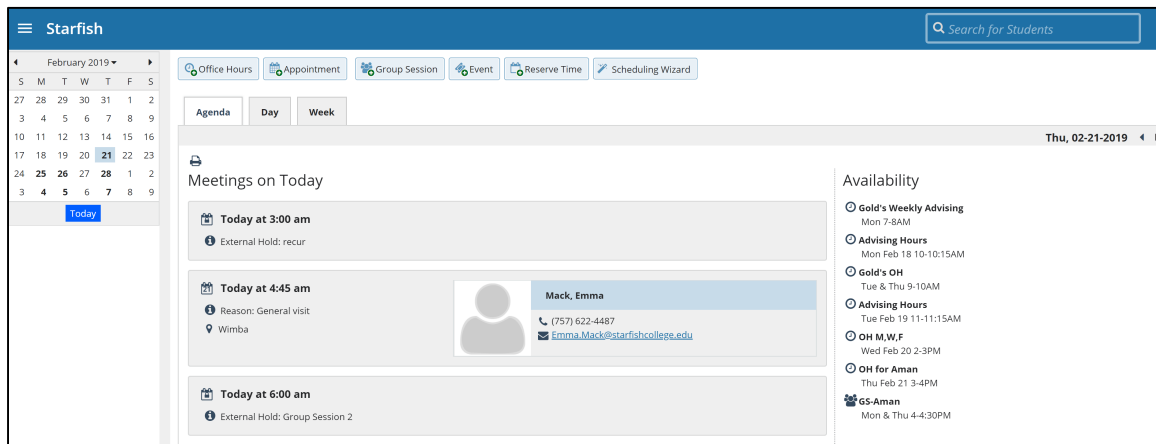 Starfish
Search for Students
February 2019
S M T W T F S
27 28 29 30 31 1 2
3 4 5 6 7 8 9
10 11 12 13 14 15 16
17 18 19 20 21 22 23
24 25 26 27 28 1 2
3 4 5 6 7 8 9
Today
Office Hours Appointment Group Session Event Reserve Time Scheduling Wizard
Agenda Day Week
Thu, 02-21-2019
Meetings on Today
Today at 3:00 am
External Hold: recur
21 Today at 4:45 am
Reason: General visit
Wimba
Mack, Emma
(757) 622-4487
Emma.Mack@starfishcollege.edu
Today at 6:00 am
External Hold: Group Session 2
Availability
Gold's Weekly Advising
Mon 7-8AM
Advising Hours
Mon Feb 18 10-10:15AM
Gold's OH
Tue & Thu 9-10AM
Advising Hours
Tue Feb 19 11-11:15AM
OH M,W,F
Wed Feb 20 2-3PM
OH for Aman
Thu Feb 21 3-4PM
GS-Aman
Mon & Thu 4-4:30PM